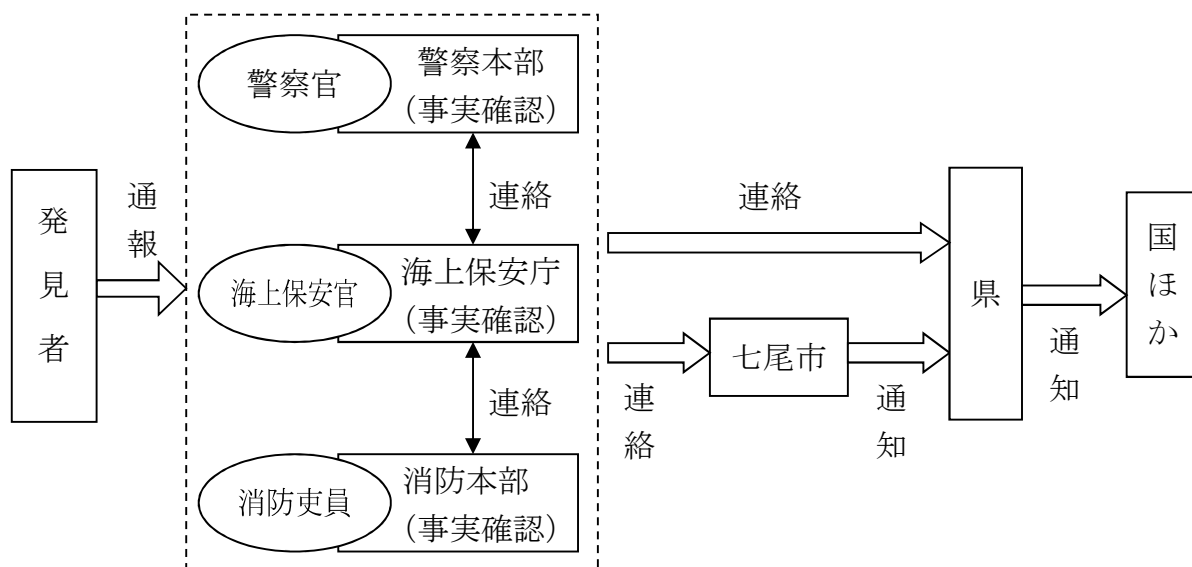 発見者
通報
警察官
警察本部
（事実確認）
連絡
海上保安官
海上保安庁
（事実確認）
連絡
消防吏員
消防本部
（事実確認）
連絡
連絡
七尾市
通知
県
通知
国ほか